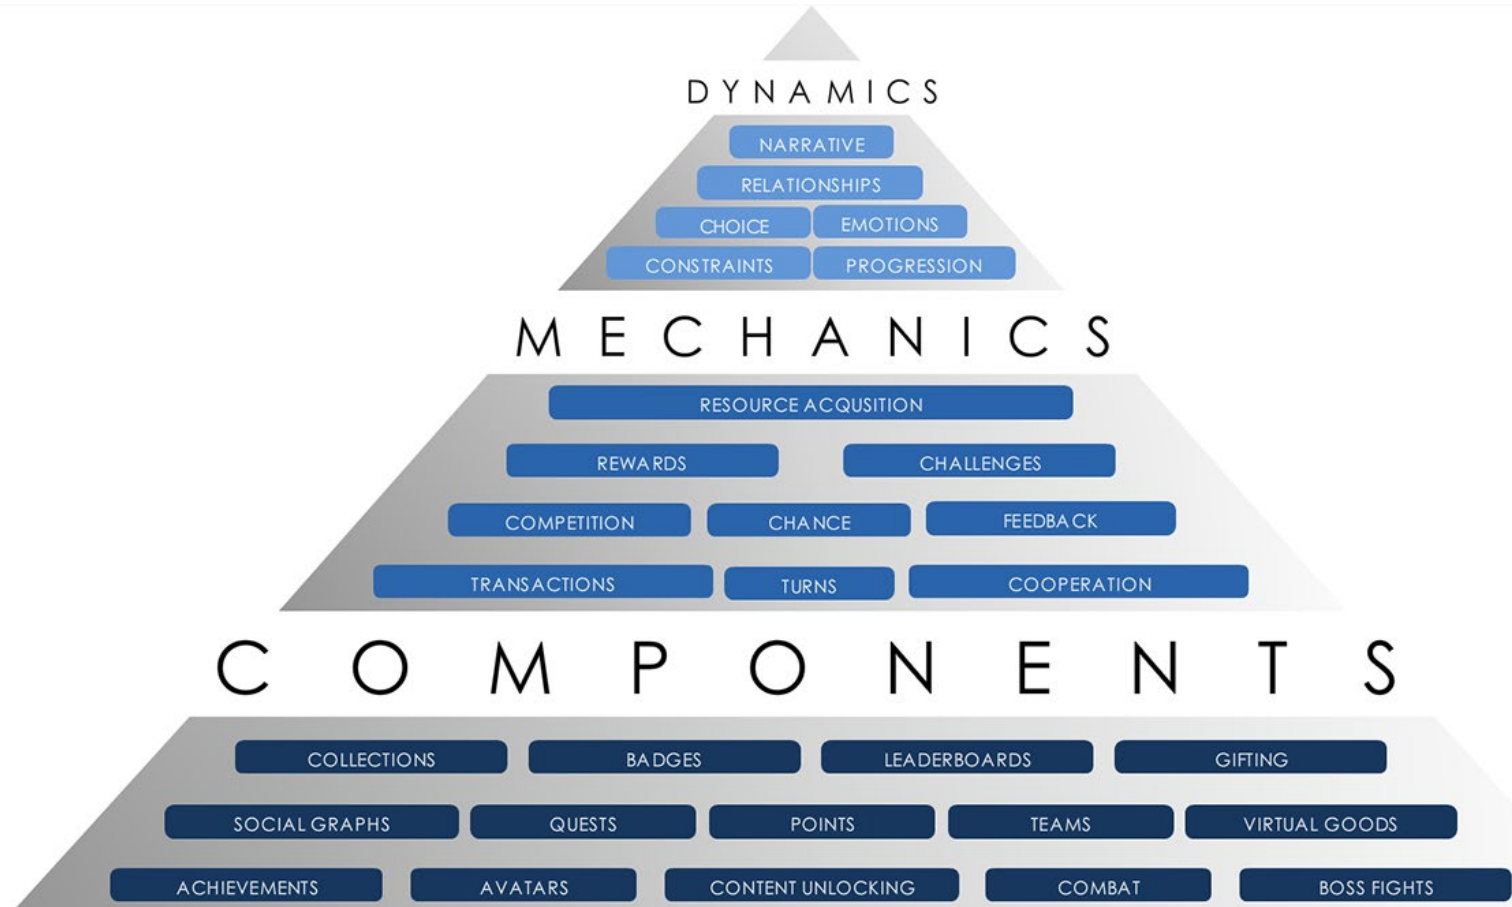 DYNAMICS
NARRATIVE
RELATIONSHIPS
CHOICE EMOTIONS
CONSTRAINTS PROGRESSION
MECHANICS
RESOURCE ACQUSITION
REWARDS CHALLENGES
COMPETITION CHANCE FEEDBACK
TRANSACTIONS TURNS COOPERATION
COMPONENTS
COLLECTIONS BADGES LEADERBOARDS GIFTING
SOCIAL GRAPHS QUESTS POINTS TEAMS VIRTUAL GOODS
ACHIEVEMENTS AVATARS CONTENT UNLOCKING COMBAT BOSS FIGHTS